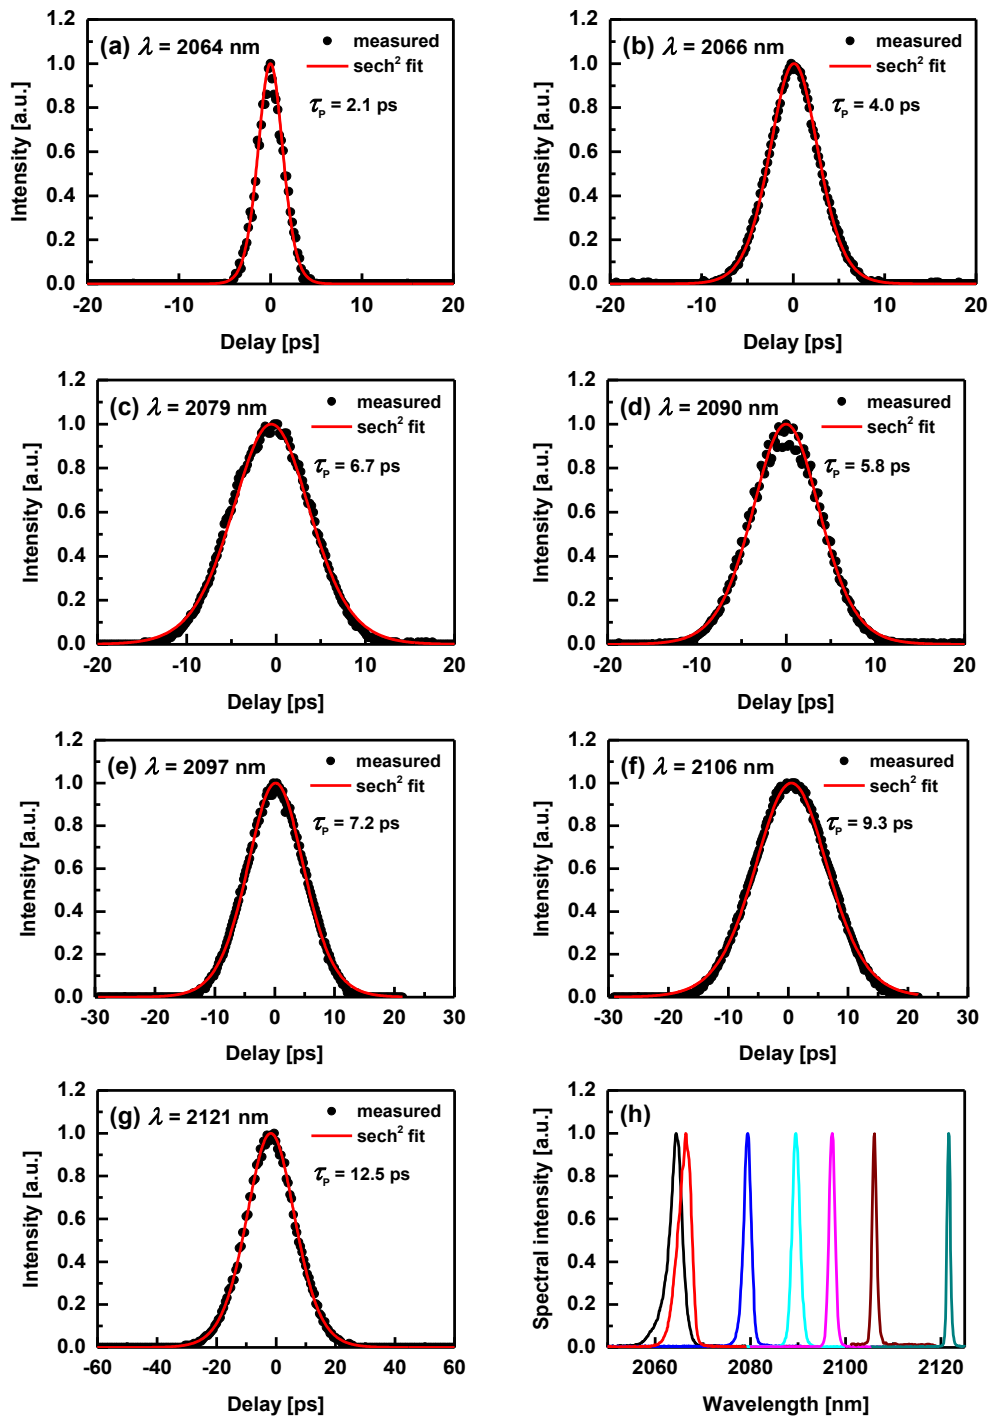 (a) λ = 2064 nm
measured
sech² fit
τP = 2.1 ps
Intensity [a.u.]
1.2
1.0
0.8
0.6
0.4
0.2
0.0
-20 -10 0 10 20
Delay [ps]
(b) λ = 2066 nm
measured
sech² fit
τP = 4.0 ps
Intensity [a.u.]
1.2
1.0
0.8
0.6
0.4
0.2
0.0
-20 -10 0 10 20
Delay [ps]
(c) λ = 2079 nm
measured
sech² fit
τP = 6.7 ps
Intensity [a.u.]
1.2
1.0
0.8
0.6
0.4
0.2
0.0
-20 -10 0 10 20
Delay [ps]
(d) λ = 2090 nm
measured
sech² fit
τP = 5.8 ps
Intensity [a.u.]
1.2
1.0
0.8
0.6
0.4
0.2
0.0
-20 -10 0 10 20
Delay [ps]
(e) λ = 2097 nm
measured
sech² fit
τP = 7.2 ps
Intensity [a.u.]
1.2
1.0
0.8
0.6
0.4
0.2
0.0
-30 -20 -10 0 10 20 30
Delay [ps]
(f) λ = 2106 nm
measured
sech² fit
τP = 9.3 ps
Intensity [a.u.]
1.2
1.0
0.8
0.6
0.4
0.2
0.0
-30 -20 -10 0 10 20 30
Delay [ps]
(g) λ = 2121 nm
measured
sech² fit
τP = 12.5 ps
Intensity [a.u.]
1.2
1.0
0.8
0.6
0.4
0.2
0.0
-60 -40 -20 0 20 40 60
Delay [ps]
(h)
Spectral intensity [a.u.]
1.2
1.0
0.8
0.6
0.4
0.2
0.0
2060 2080 2100 2120
Wavelength [nm]